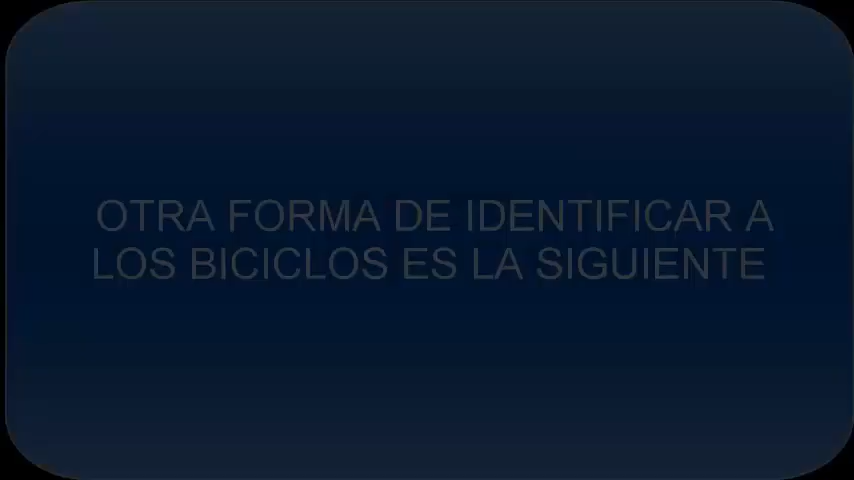 OTRA FORMA DE IDENTIFICAR A
LOS BICICLOS ES LA SIGUIENTE